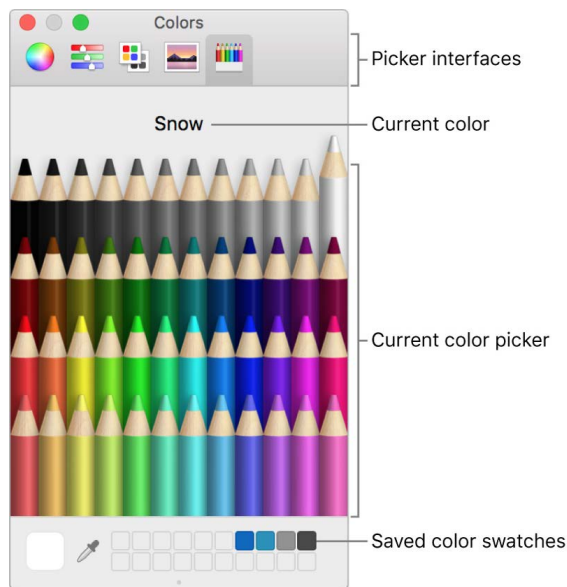 Colors
Picker interfaces
Snow
Current color
Current color picker
Saved color swatches